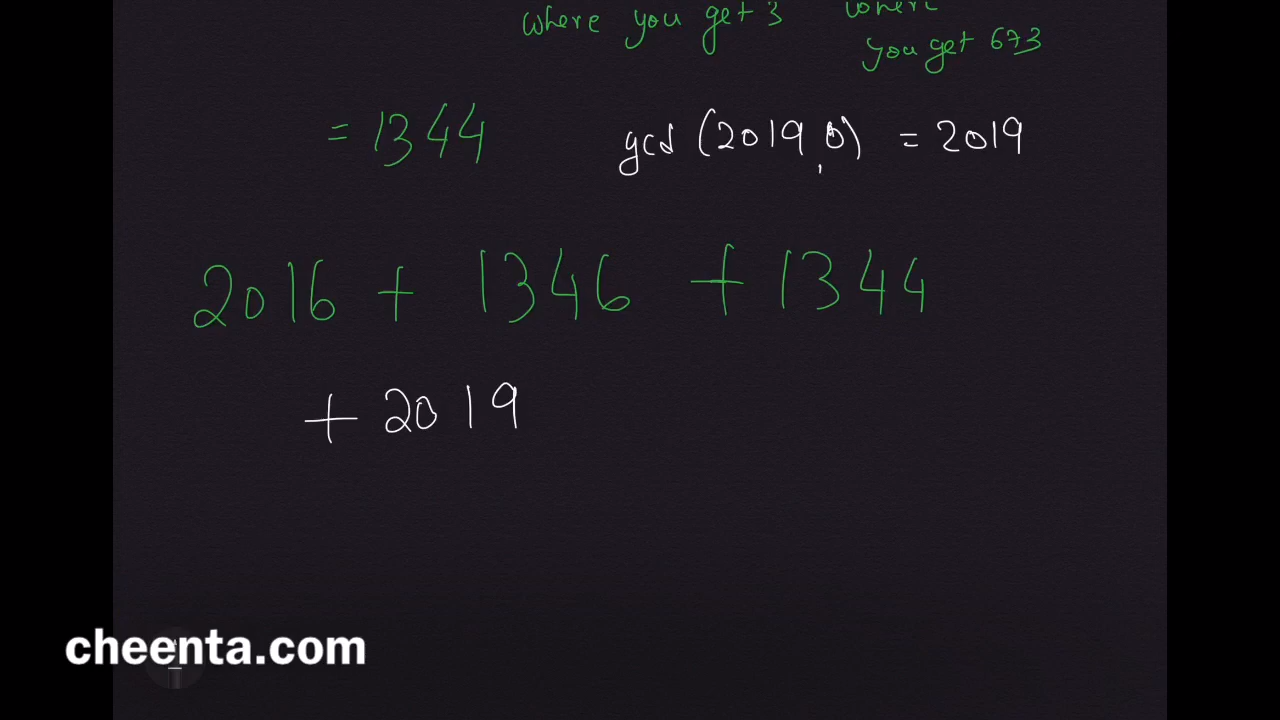 where you get 3 where
you get 673
= 1344 gcd (2019, 0) = 2019
2016 + 1346 + 1344
+ 2019
cheenta.com